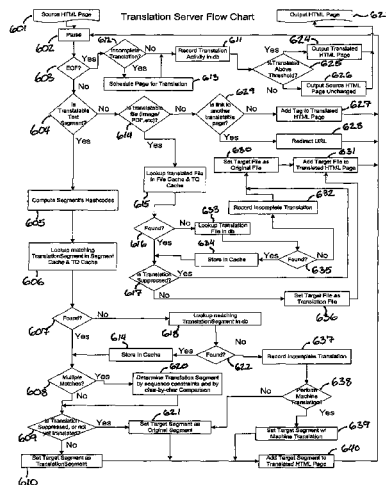 Translation Server Flow Chart
Source HTML Page
Output HTML Page
601
62
602
Parse
612
Incomplete Translation?
No
Record Translation Activity in db
611
624
Output Translated HTML Page
Yes
603
EOF?
Yes
Is Translated Above Threshold?
625
No
626
Schedule Page for Translation
613
Output Source HTML Page Unchanged
No
629
Is Translatable Text Segment?
No
Is Translatable file (image/PDF, etc)?
No
Is link to another translatable page?
No
Add Tag to Translated HTML Page
627
604
614
628
Yes
Redirect URL
630
631
Yes
Yes
Set Target File as Original File
Add Target File to Translated HTML Page
Lookup translated File in File Cache & TO Cache
615
632
Record Incomplete Translation
Compute Segment's Hashcodes
605
633
No
616
Found?
No
Lookup Translation File in db
634
Yes
Store in Cache
Yes
Found?
635
Lookup matching TranslationSegment in Segment Cache & TO Cache
606
617
Is Translation Suppressed?
Yes
No
Set Target File as Translation File
636
607
Found?
No
618
Lookup matching TranslationSegment in db
614
637
Yes
Store in Cache
Yes
Found?
No
Record Incomplete Translation
622
620
608
Multiple Matches?
Yes
Determine Translation Segment by sequence constraints and by char-by-char Comparison
638
Perform Machine Translation?
No
621
No
609
Is Translation Suppressed, or not yet translated?
Yes
Set Target Segment as Original Segment
Yes
639
Set Target Segment w/ Machine Translation
No
640
Set Target Segment as TranslationSegment
Add Target Segment to Translated HTML Page
610